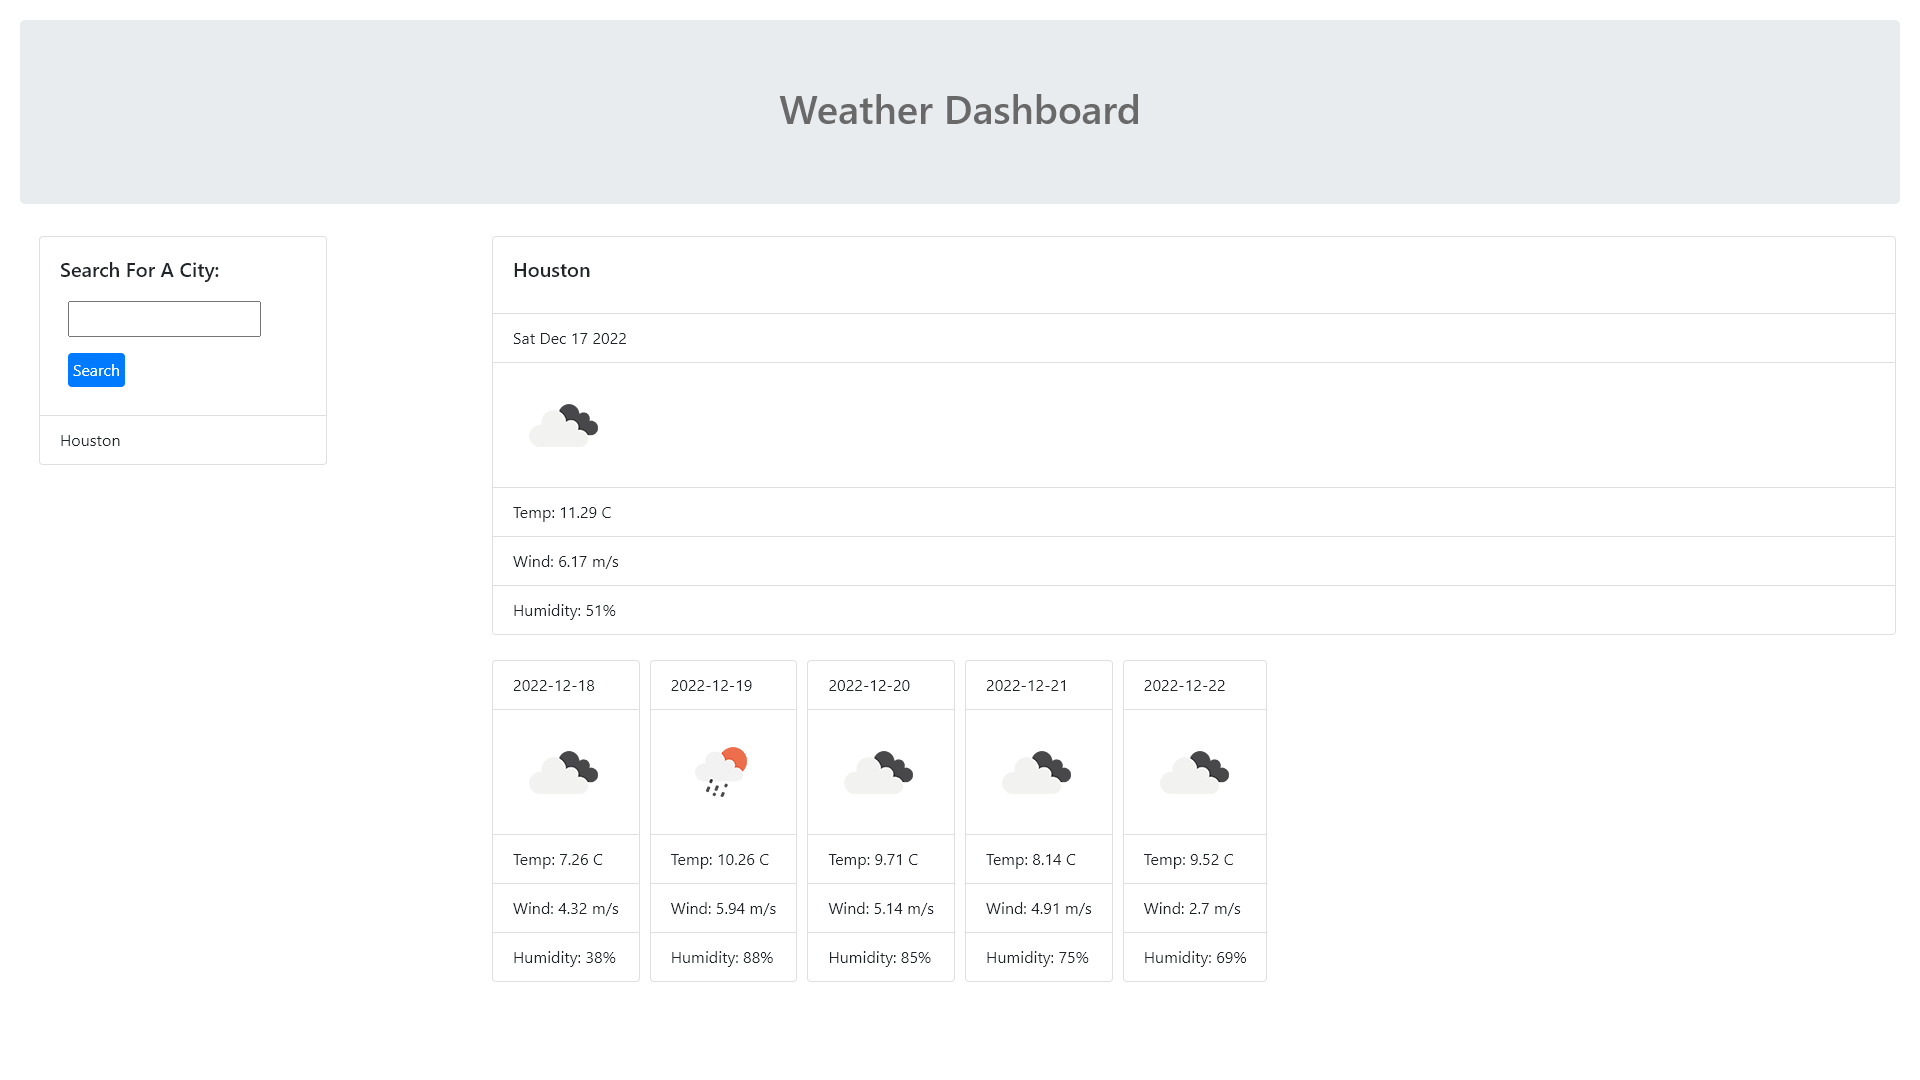 Weather Dashboard
Search For A City:
Search
Houston
Houston
Sat Dec 17 2022
Temp: 11.29 C
Wind: 6.17 m/s
Humidity: 51%
2022-12-18
Temp: 7.26 C
Wind: 4.32 m/s
Humidity: 38%
2022-12-19
Temp: 10.26 C
Wind: 5.94 m/s
Humidity: 88%
2022-12-20
Temp: 9.71 C
Wind: 5.14 m/s
Humidity: 85%
2022-12-21
Temp: 8.14 C
Wind: 4.91 m/s
Humidity: 75%
2022-12-22
Temp: 9.52 C
Wind: 2.7 m/s
Humidity: 69%